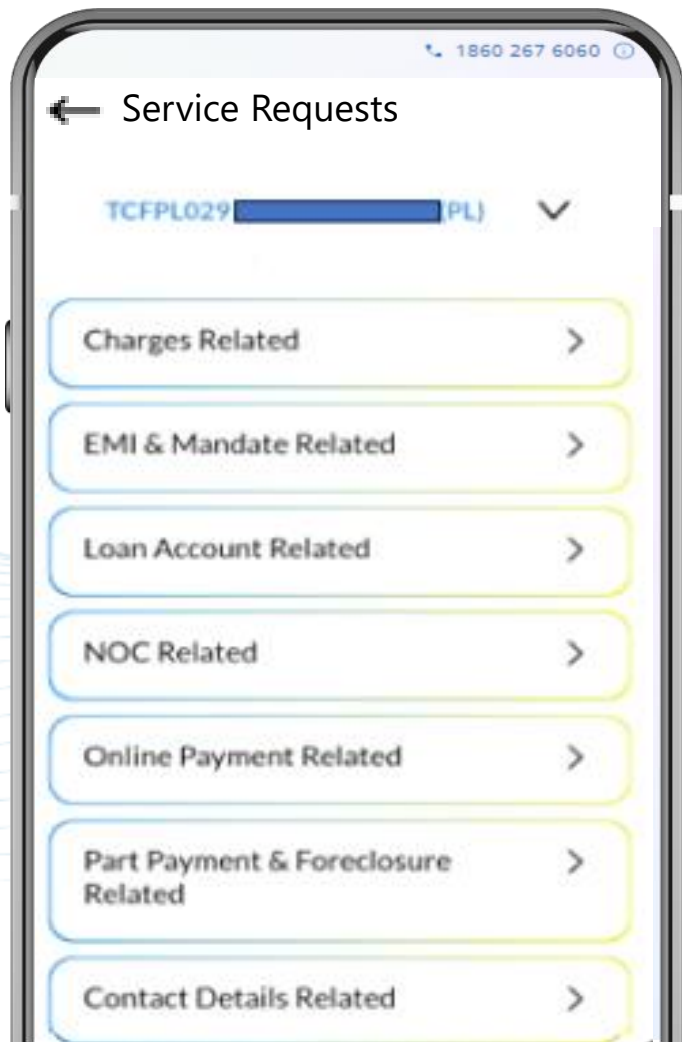 1860 267 6060
Service Requests
TCFPL029 (PL)
Charges Related
EMI & Mandate Related
Loan Account Related
NOC Related
Online Payment Related
Part Payment & Foreclosure
Related
Contact Details Related